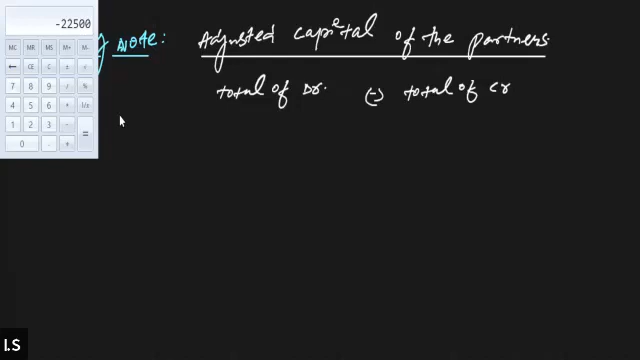 -22500
MC MR MS M+ M-
← CE C ± √
7 8 9 / %
4 5 6 * 1/x
1 2 3 - =
0 . +
y Note: Adjusted capital of the partners.
total of Dr. (-) total of Cr
I.S